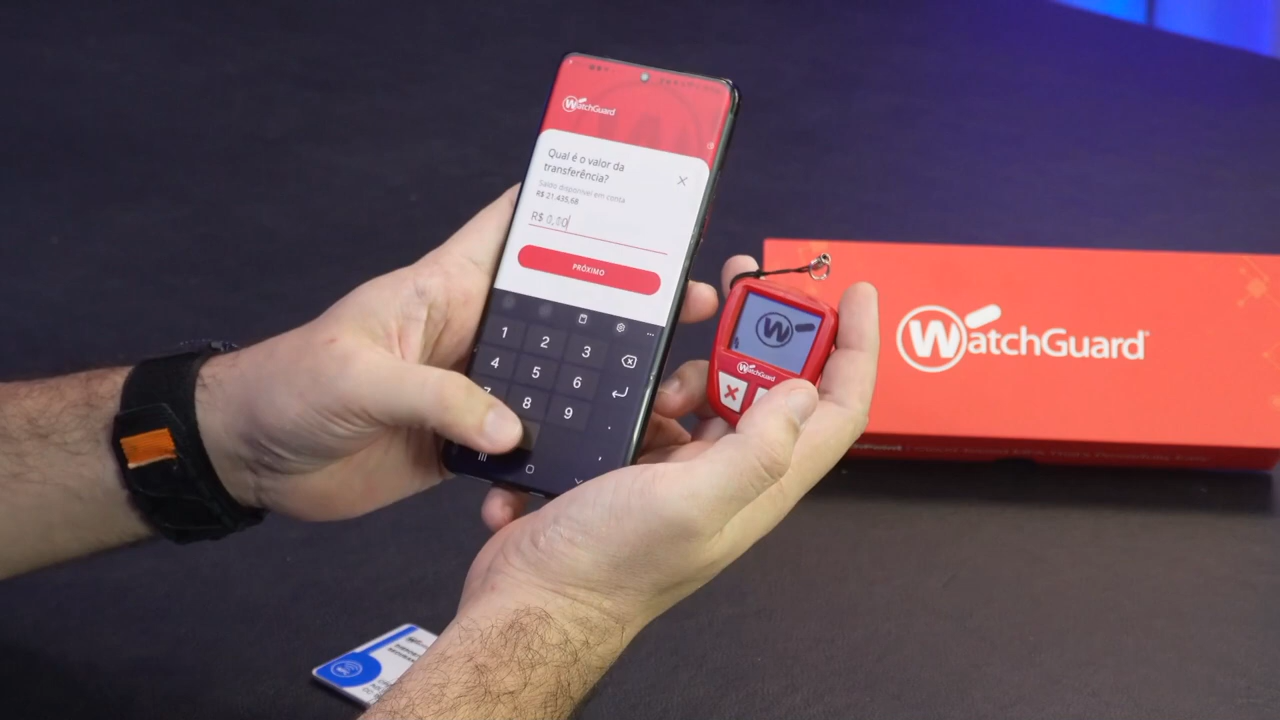 WatchGuard
Qual é o valor da
transferência?
Saldo disponível em conta
R$ 21.435,68
R$ 0,00
PRÓXIMO
1 2 3
4 5 6
8 9
W
WatchGuard
WatchGuard
NFC